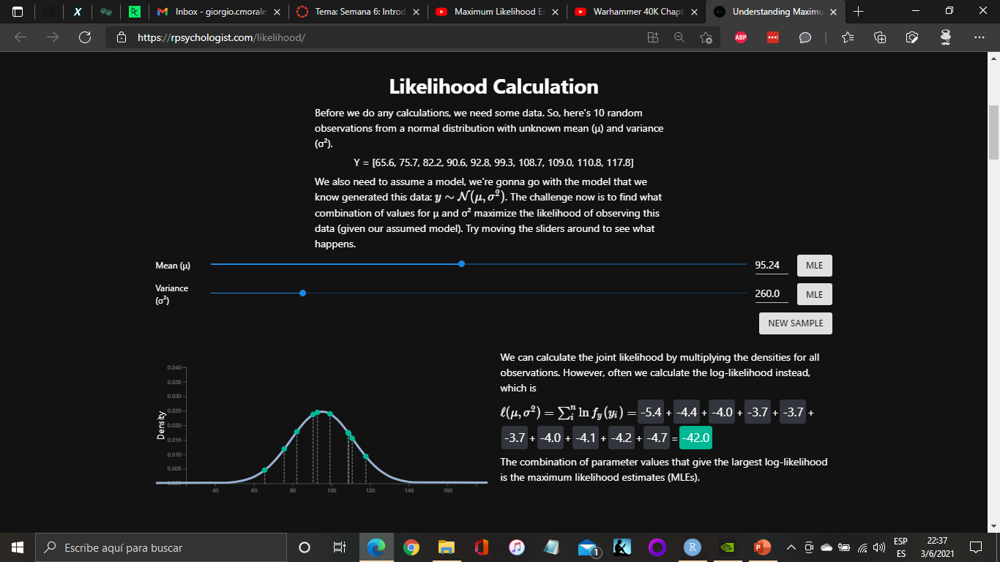 Inbox - giorgio.cmorale
Tema: Semana 6: Introd
Maximum Likelihood Es
Warhammer 40K Chapt
Understanding Maximu
https://rpsychologist.com/likelihood/
ABP
Likelihood Calculation
Before we do any calculations, we need some data. So, here's 10 random
observations from a normal distribution with unknown mean (μ) and variance
(σ²).
Y = [65.6, 75.7, 82.2, 90.6, 92.8, 99.3, 108.7, 109.0, 110.8, 117.8]
We also need to assume a model, we're gonna go with the model that we
know generated this data: y ∼ 𝒩(μ, σ²). The challenge now is to find what
combination of values for μ and σ² maximize the likelihood of observing this
data (given our assumed model). Try moving the sliders around to see what
happens.
Mean (μ) 95.24 MLE
Variance
(σ²) 260.0 MLE
NEW SAMPLE
We can calculate the joint likelihood by multiplying the densities for all
observations. However, often we calculate the log-likelihood instead,
which is
ℓ(μ, σ²) = ∑ᵢⁿ ln f_y(yᵢ) = -5.4 + -4.4 + -4.0 + -3.7 + -3.7 +
-3.7 + -4.0 + -4.1 + -4.2 + -4.7 = -42.0
The combination of parameter values that give the largest log-likelihood
is the maximum likelihood estimates (MLEs).
Density
0.040
0.035
0.030
0.025
0.020
0.015
0.010
0.005
0.000
40 60 80 100 120 140 160
Escribe aquí para buscar
1
R
P
ESP
ES
22:37
3/6/2021